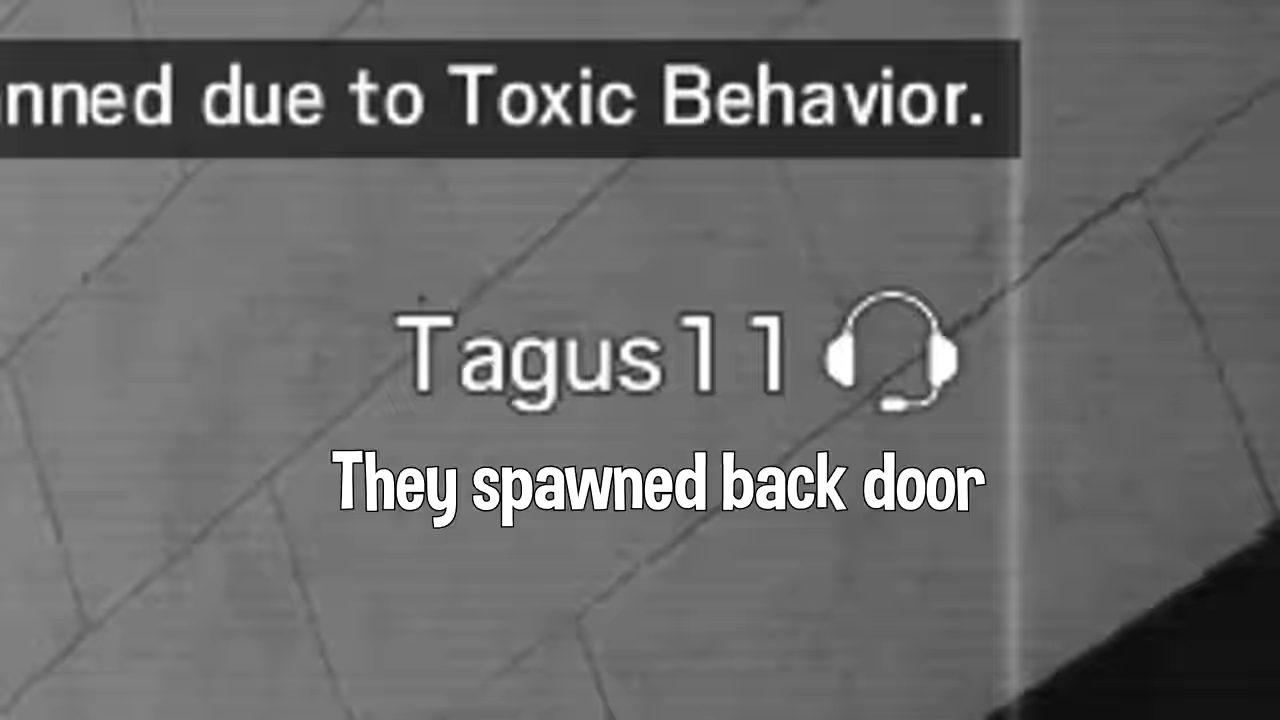 nned due to Toxic Behavior.
Tagus11
They spawned back door